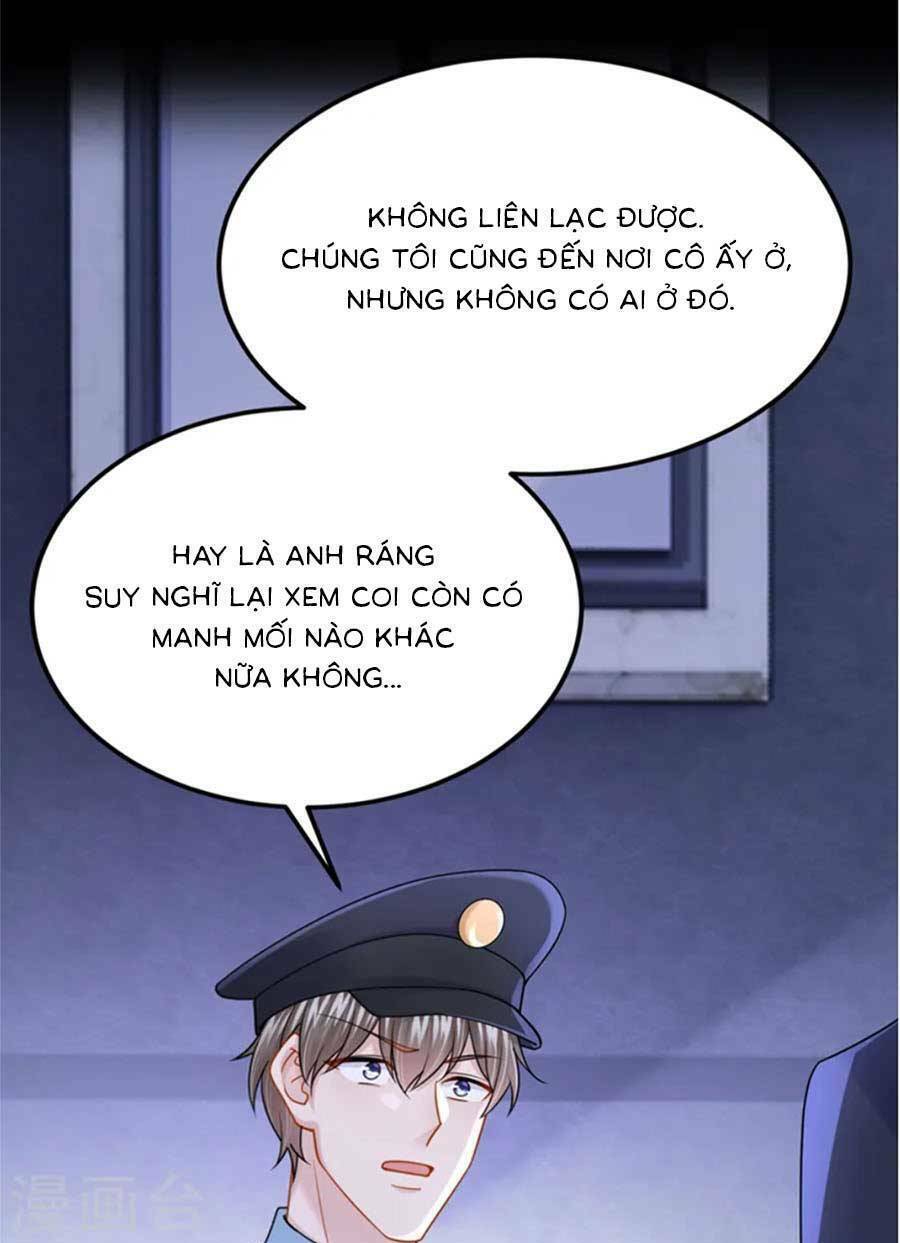 KHÔNG LIÊN LẠC ĐƯỢC.
CHÚNG TÔI CŨNG ĐẾN NƠI CÔ ẤY Ở,
NHƯNG KHÔNG CÓ AI Ở ĐÓ.
HAY LÀ ANH RÁNG
SUY NGHĨ LẠI XEM COI CÒN CÓ
MANH MỐI NÀO KHÁC
NỮA KHÔNG...
漫画台